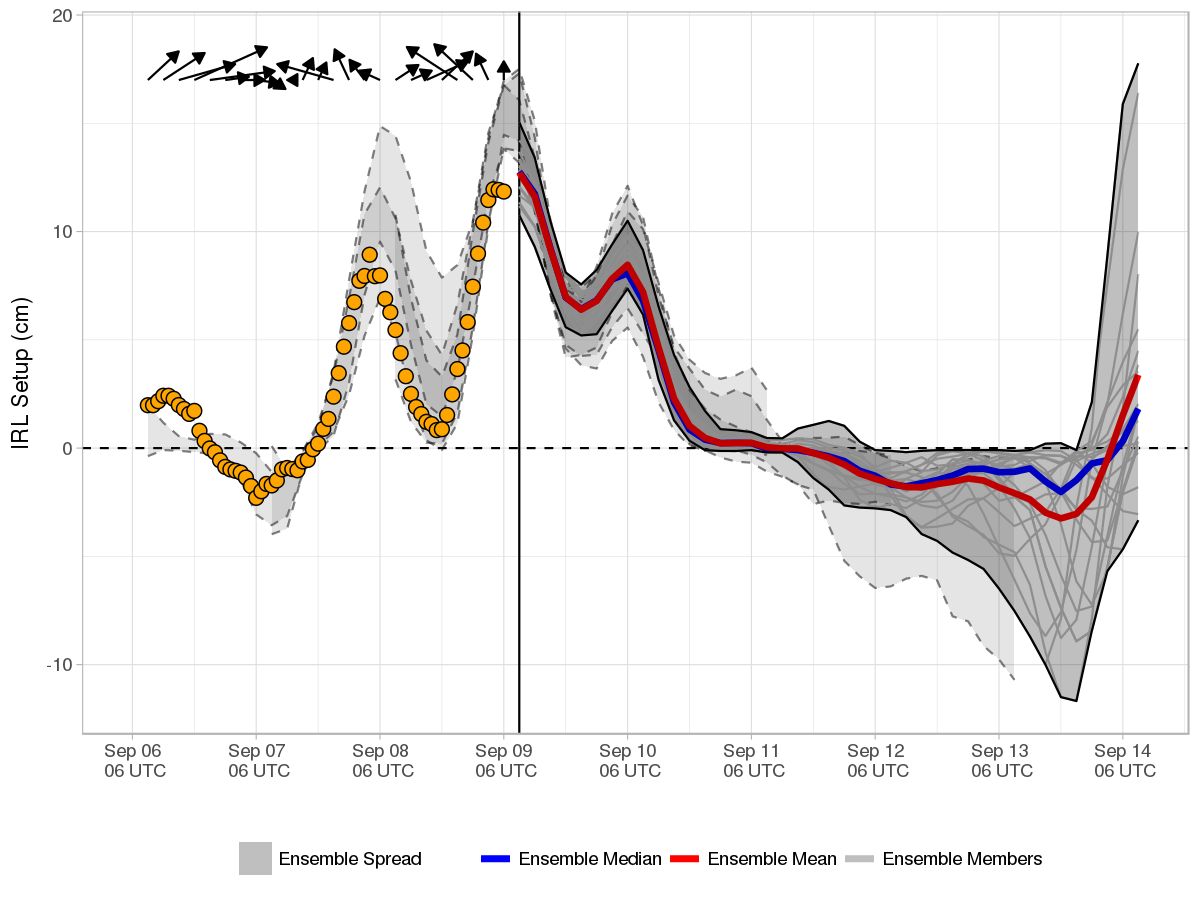 IRL Setup (cm)
20
10
0
-10
Sep 06 Sep 07 Sep 08 Sep 09 Sep 10 Sep 11 Sep 12 Sep 13 Sep 14
06 UTC 06 UTC 06 UTC 06 UTC 06 UTC 06 UTC 06 UTC 06 UTC 06 UTC
Ensemble Spread Ensemble Median Ensemble Mean Ensemble Members